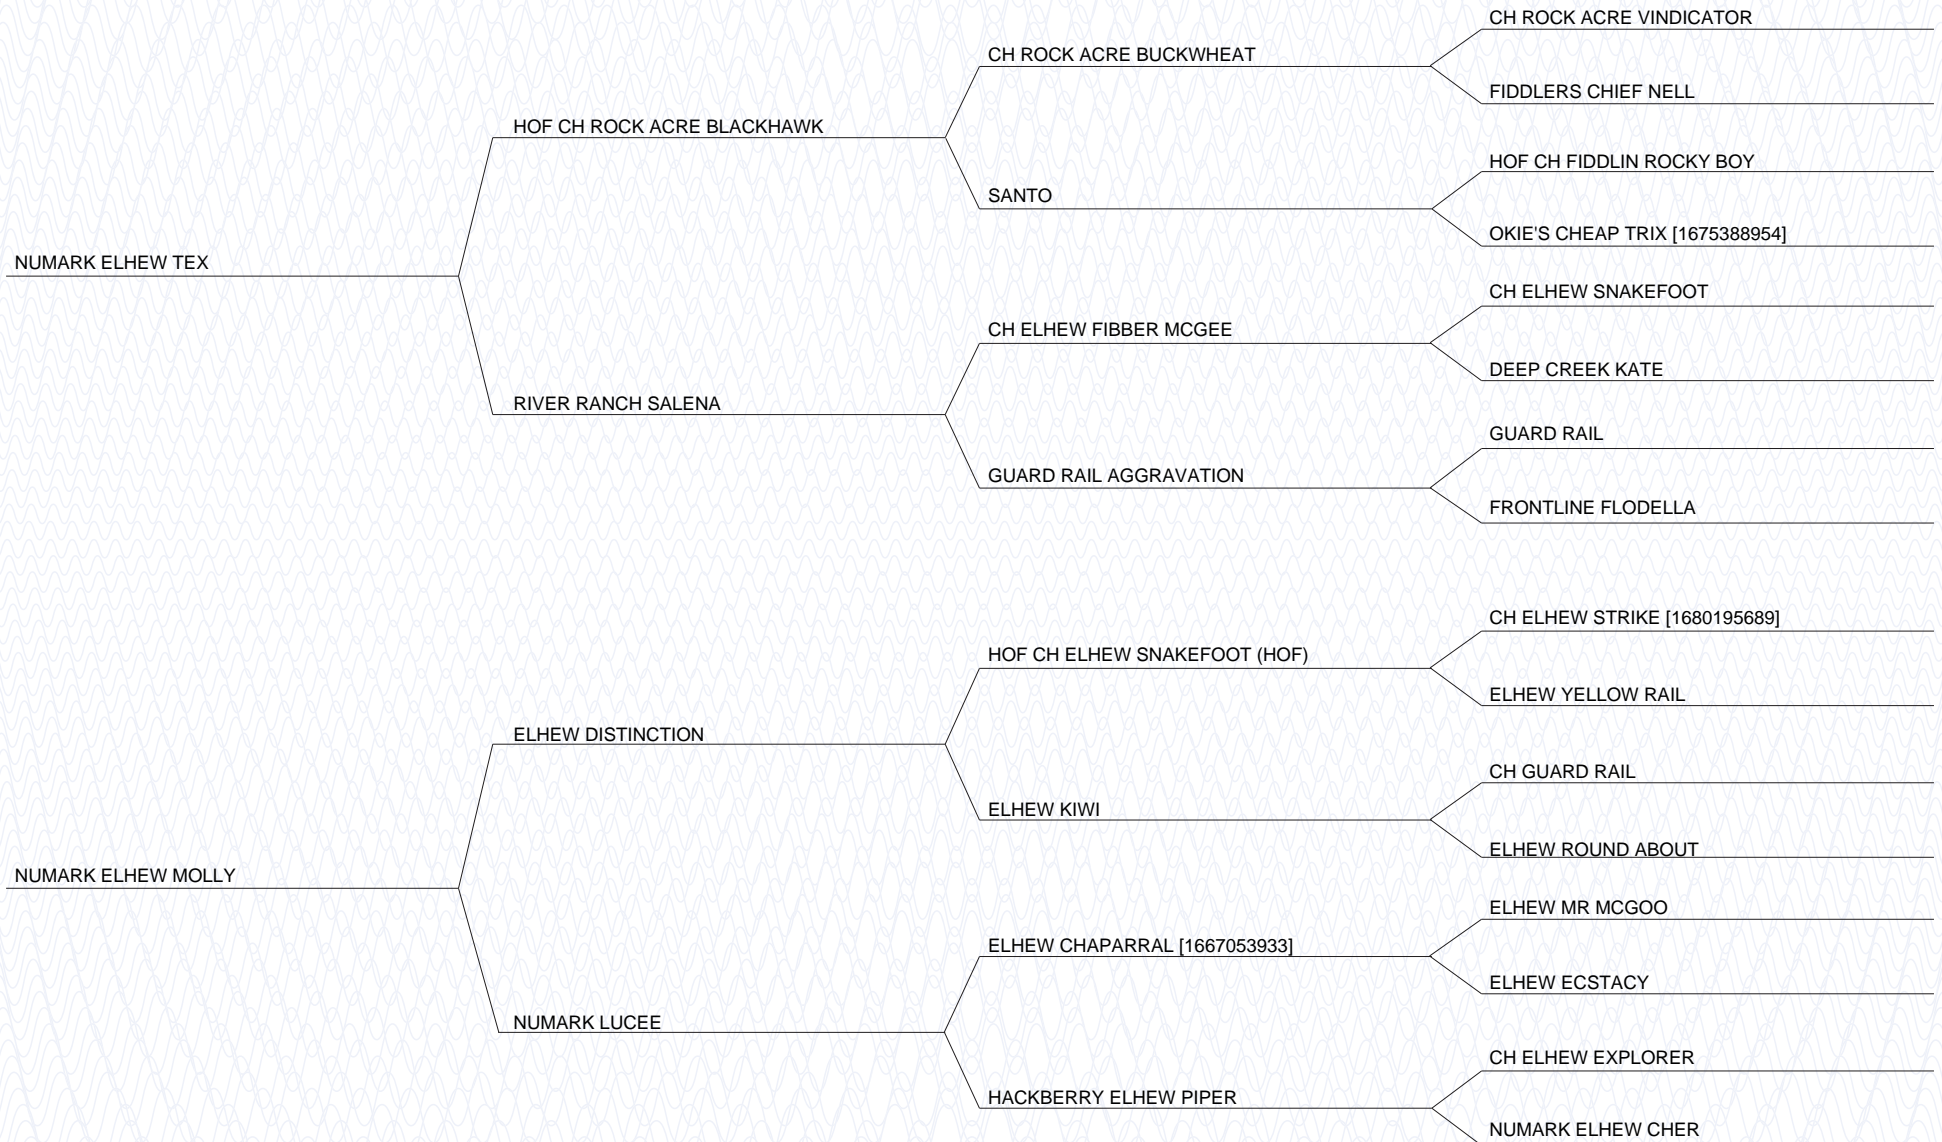 CH ROCK ACRE VINDICATOR
CH ROCK ACRE BUCKWHEAT
FIDDLERS CHIEF NELL
HOF CH ROCK ACRE BLACKHAWK
HOF CH FIDDLIN ROCKY BOY
SANTO
OKIE'S CHEAP TRIX [1675388954]
NUMARK ELHEW TEX
CH ELHEW SNAKEFOOT
CH ELHEW FIBBER MCGEE
DEEP CREEK KATE
RIVER RANCH SALENA
GUARD RAIL
GUARD RAIL AGGRAVATION
FRONTLINE FLODELLA
CH ELHEW STRIKE [1680195689]
HOF CH ELHEW SNAKEFOOT (HOF)
ELHEW YELLOW RAIL
ELHEW DISTINCTION
CH GUARD RAIL
ELHEW KIWI
ELHEW ROUND ABOUT
NUMARK ELHEW MOLLY
ELHEW MR MCGOO
ELHEW CHAPARRAL [1667053933]
ELHEW ECSTACY
NUMARK LUCEE
CH ELHEW EXPLORER
HACKBERRY ELHEW PIPER
NUMARK ELHEW CHER